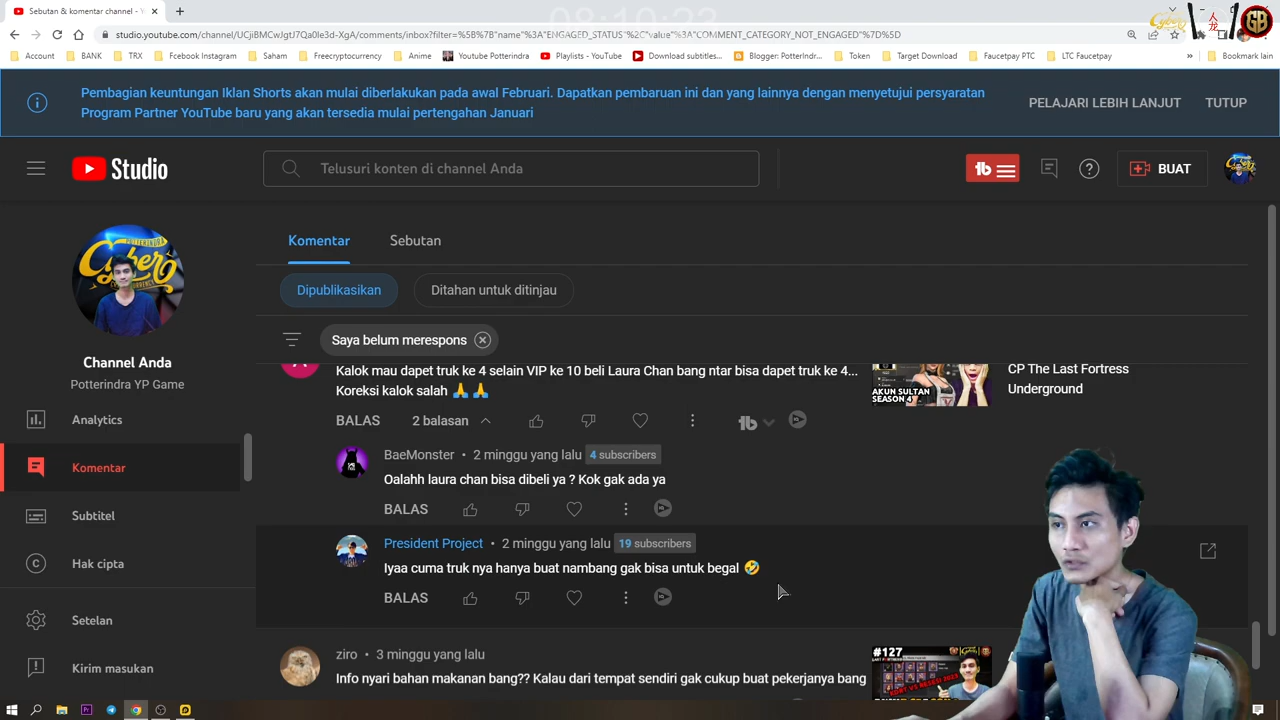 Sebutan & komentar channel -
08:10:23
studio.youtube.com/channel/UCjiBMCwJgtJ7Qa0le3d-XgA/comments/inbox?filter=%5B%7B"name"%3A"ENGAGED_STATUS"%2C"value"%3A"COMMENT_CATEGORY_NOT_ENGAGED"%7D%5D
Account BANK TRX Fcebook Instagram Saham Freecryptocurrency Anime Youtube Potterindra Playlists - YouTube Download subtitles... Blogger: PotterIndr... Token Target Download Faucetpay PTC LTC Faucetpay » Bookmark lain
Pembagian keuntungan Iklan Shorts akan mulai diberlakukan pada awal Februari. Dapatkan pembaruan ini dan yang lainnya dengan menyetujui persyaratan
Program Partner YouTube baru yang akan tersedia mulai pertengahan Januari
PELAJARI LEBIH LANJUT TUTUP
Studio
Telusuri konten di channel Anda
BUAT
Komentar Sebutan
Dipublikasikan Ditahan untuk ditinjau
Saya belum merespons
Channel Anda
Potterindra YP Game
Analytics
Komentar
Subtitel
Hak cipta
Setelan
Kirim masukan
Kalok mau dapet truk ke 4 selain VIP ke 10 beli Laura Chan bang ntar bisa dapet truk ke 4...
Koreksi kalok salah 🙏 🙏
BALAS 2 balasan
AKUN SULTAN
SEASON 4
CP The Last Fortress
Underground
BaeMonster • 2 minggu yang lalu 4 subscribers
Oalahh laura chan bisa dibeli ya ? Kok gak ada ya
BALAS
President Project • 2 minggu yang lalu 19 subscribers
Iyaa cuma truk nya hanya buat nambang gak bisa untuk begal 🤣
BALAS
ziro • 3 minggu yang lalu
Info nyari bahan makanan bang?? Kalau dari tempat sendiri gak cukup buat pekerjanya bang
#127